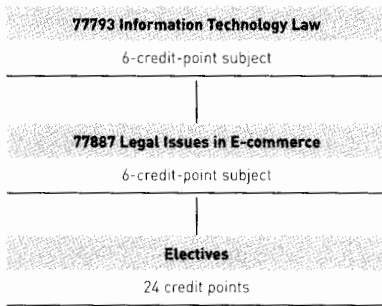 77793 Information Technology Law
6-credit-point subject
77887 Legal Issues in E-commerce
6-credit-point subject
Electives
24 credit points